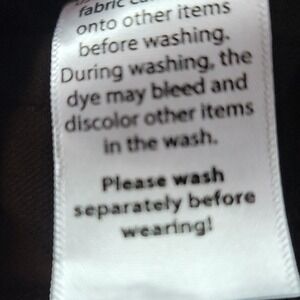 fabric
onto other items
before washing.
During washing, the
dye may bleed and
discolor other items
in the wash.
Please wash
separately before
wearing!